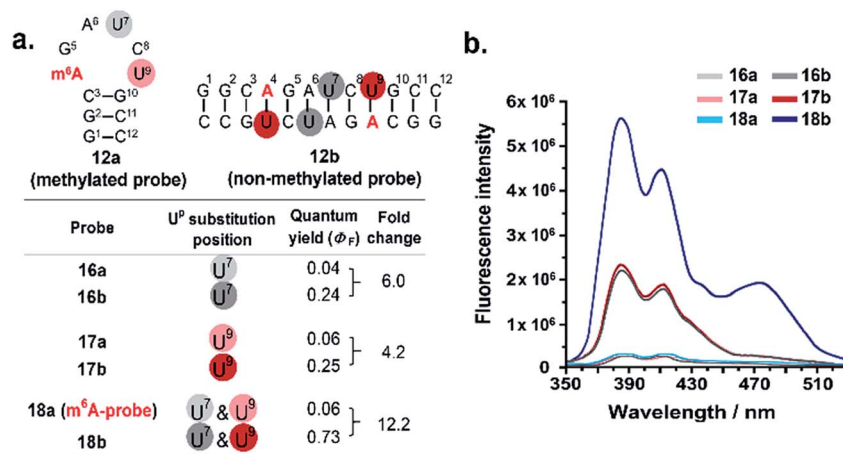 a.
A⁶ U⁷
G⁵ C⁸
m⁶A U⁹
C³–G¹⁰
G²–C¹¹
G¹–C¹²
12a
(methylated probe)
1 2 3 4 5 6 7 8 9 10 11 12
G G C A G A U C U G C C
C C G U C U A G A C G G
12b
(non-methylated probe)
Probe Uᵖ substitution position Quantum yield (Φ_F) Fold change
16a U⁷ 0.04
6.0
16b U⁷ 0.24
17a U⁹ 0.06
4.2
17b U⁹ 0.25
18a (m⁶A-probe) U⁷ & U⁹ 0.06
12.2
18b U⁷ & U⁹ 0.73
b.
16a 16b
17a 17b
18a 18b
Fluorescence intensity
6x 10⁶
5x 10⁶
4x 10⁶
3x 10⁶
2x 10⁶
1x 10⁶
0
350 390 430 470 510
Wavelength / nm